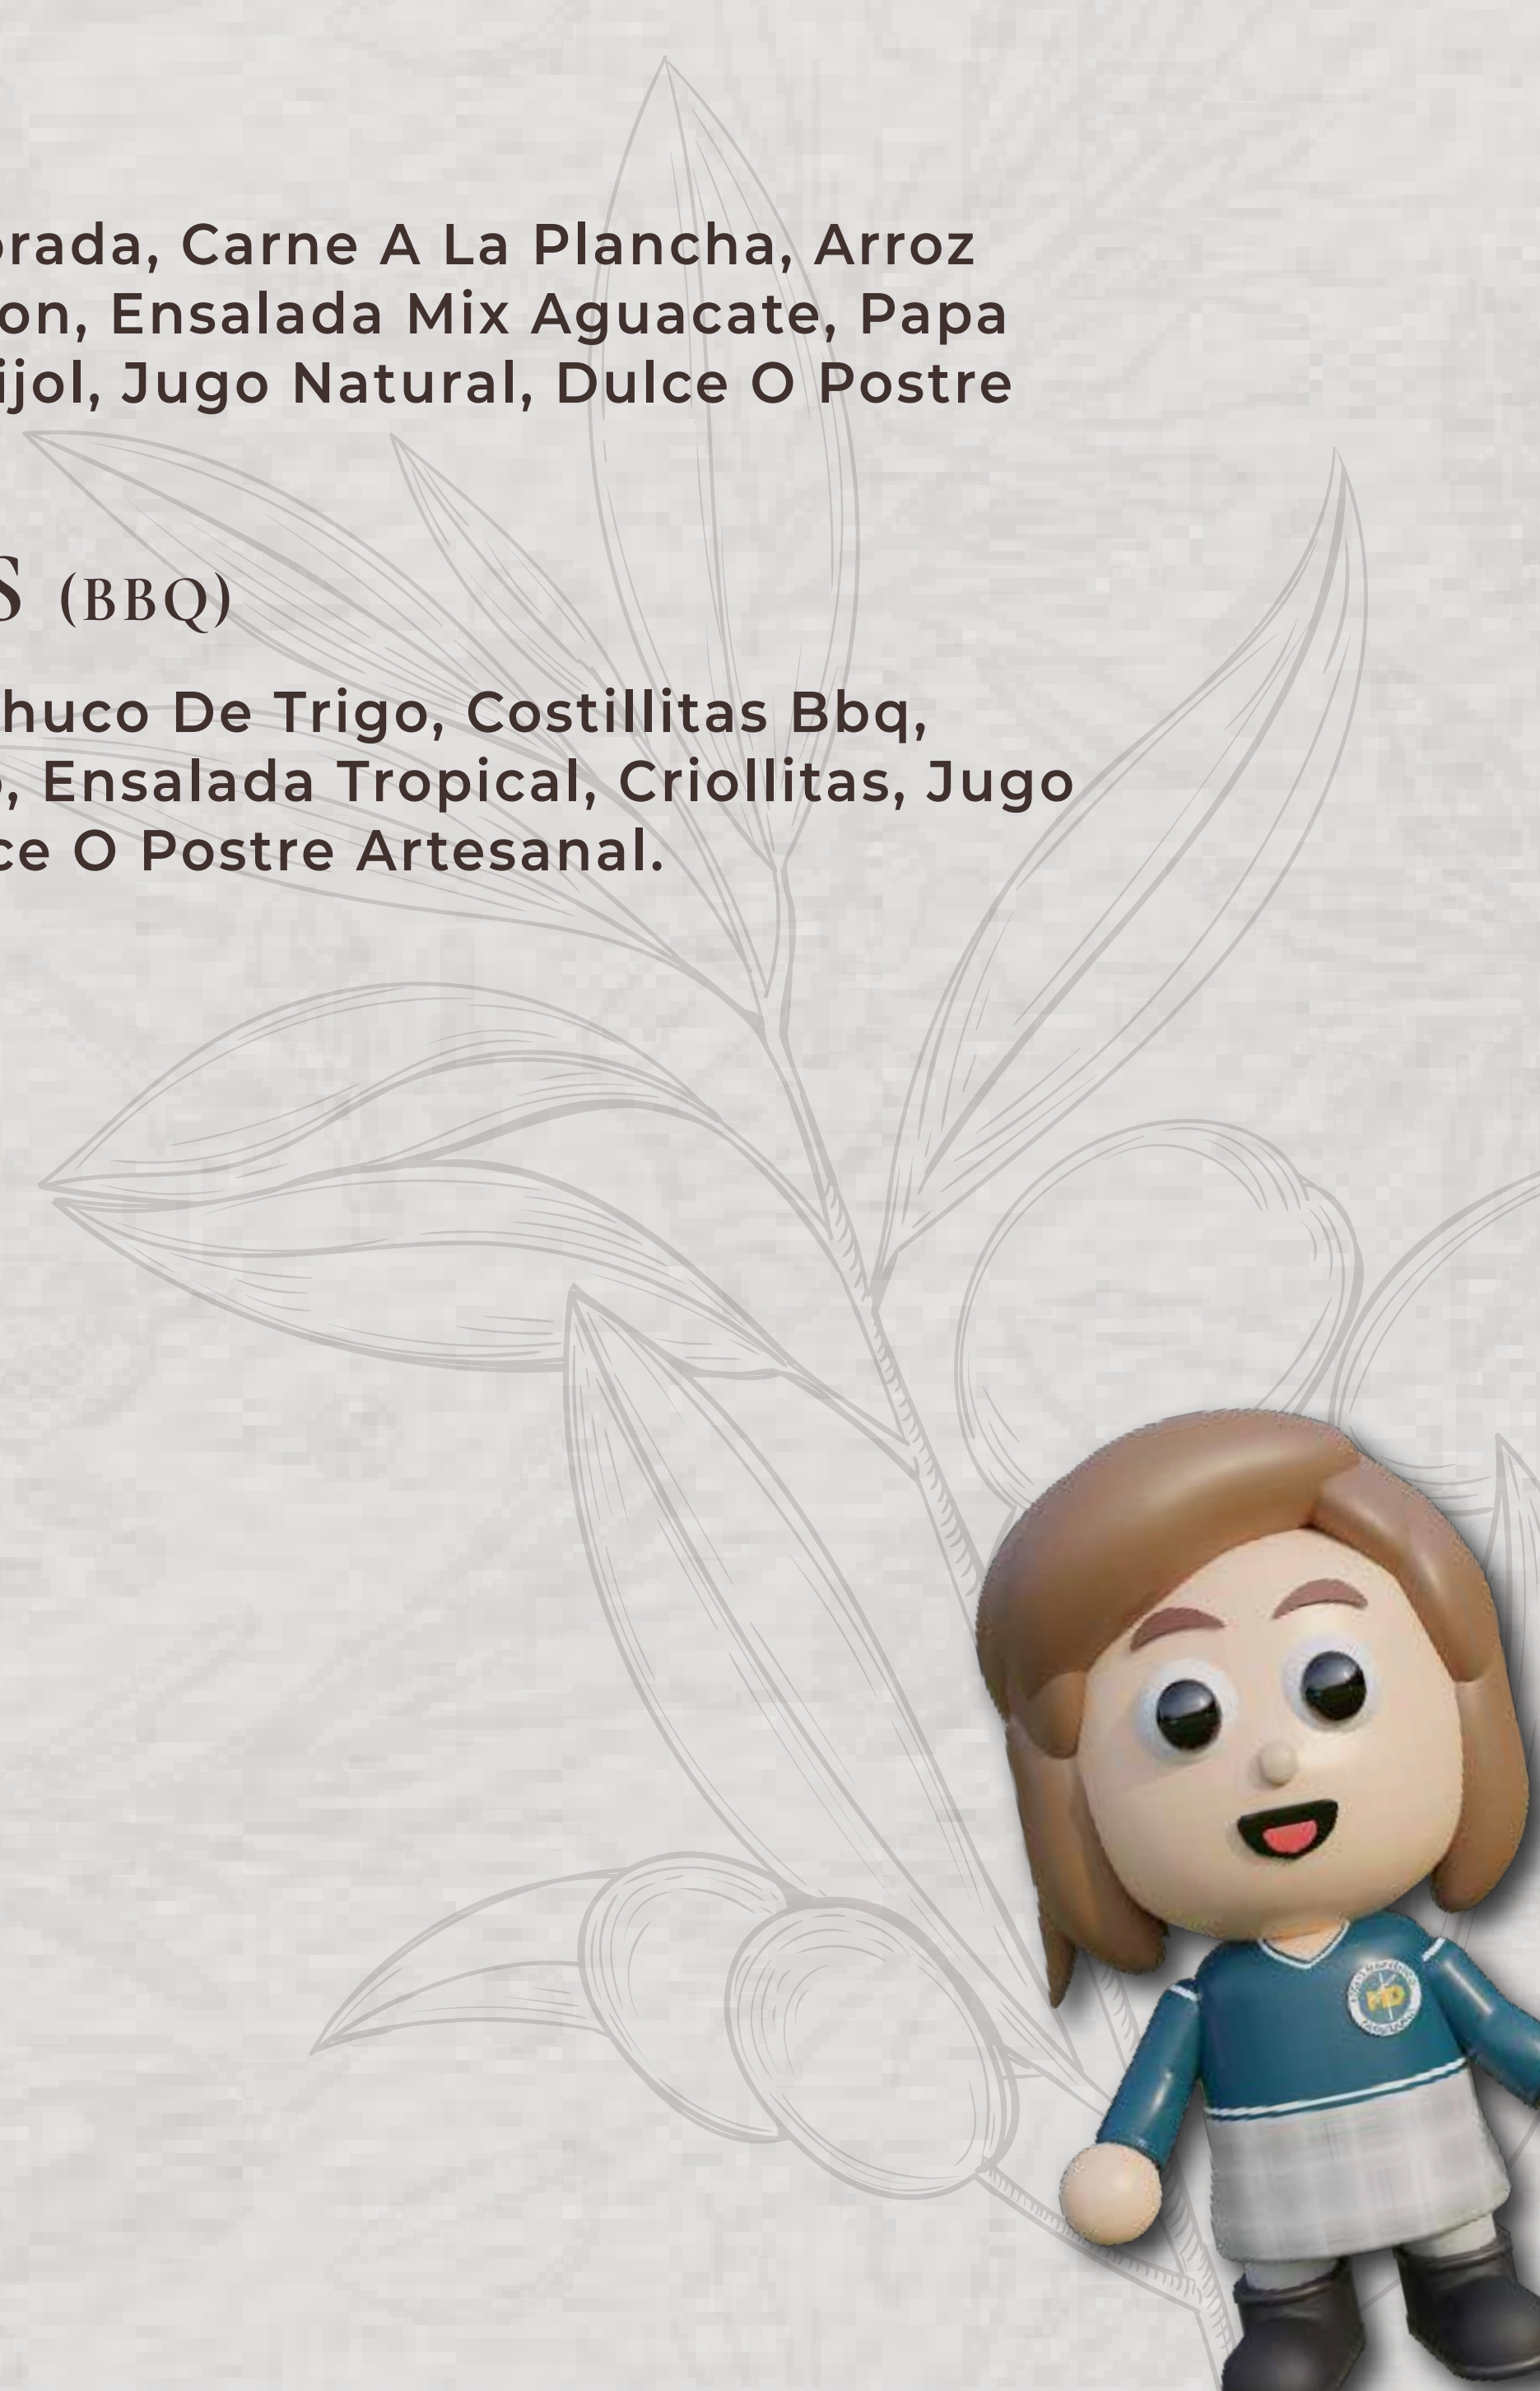 orada, Carne A La Plancha, Arroz
on, Ensalada Mix Aguacate, Papa
ijol, Jugo Natural, Dulce O Postre
S (BBQ)
huco De Trigo, Costillitas Bbq,
, Ensalada Tropical, Criollitas, Jugo
ce O Postre Artesanal.
MD